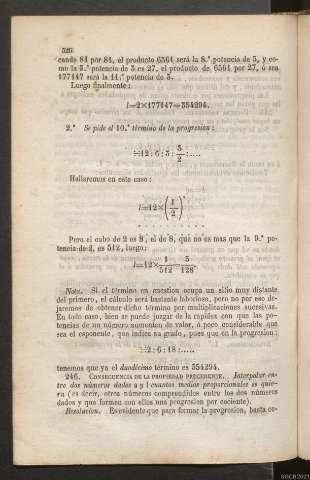 326
cando 81 por 81, el producto 6561 será la 8.ª potencia de 3, y co-
mo la 3.ª potencia de 3 es 27, el producto de 6561 por 27, ó sea
177147 será la 11.ª potencia de 3.
Luego finalmente:
l=2×177147=354294.
2.º Se pide el 10.º término de la progresion:
∺12 : 6 : 3 : 3/2 : ....
Hallaremos en este caso:
l=12×(1/2)
Pero el cubo de 2 es 8, el de 8, que no es mas que la 9.ª po-
tencia de 2, es 512, luego:
l=12×1/512=3/128.
Nota. Si el término en cuestion ocupa un sitio muy distante
del primero, el cálculo será bastante laborioso, pero no por eso de-
jaremos de obtener dicho término por multiplicaciones sucesivas.
En todo caso, bien se puede juzgar de la rapidez con que las po-
tencias de un número aumentan de valor, á poco considerable que
sea el esponente, que indica su grado, pues que en la progresion:
∺2 : 6 : 18 : .....
tenemos que ya el duodécimo término es 354294.
246. CONSECUENCIA DE LA PROPIEDAD PRECEDENTE. Interpolar en-
tre dos números dados a y l cuantos medios proporcionales se quie-
ra (es decir, otros números comprendidos entre los dos números
dados y que formen con ellos una progresion por cociente).
Resolucion. Es evidente que para formar la progresion, basta co-